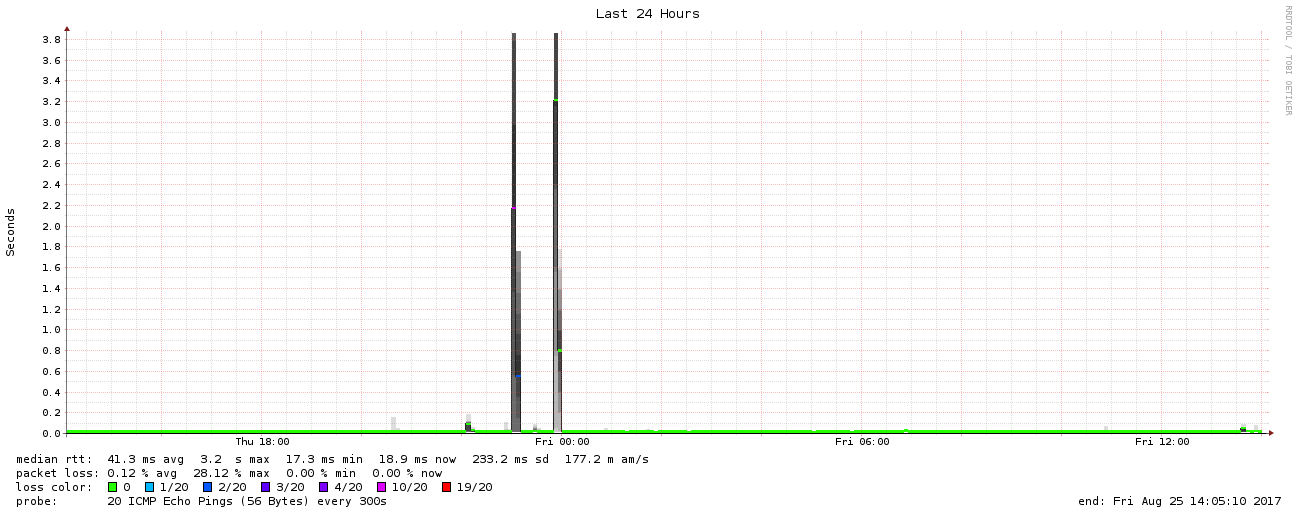 Last 24 Hours
RRDTOOL / TOBI OETIKER
Seconds
3.8
3.6
3.4
3.2
3.0
2.8
2.6
2.4
2.2
2.0
1.8
1.6
1.4
1.2
1.0
0.8
0.6
0.4
0.2
0.0
Thu 18:00 Fri 00:00 Fri 06:00 Fri 12:00
median rtt: 41.3 ms avg 3.2 s max 17.3 ms min 18.9 ms now 233.2 ms sd 177.2 m am/s
packet loss: 0.12 % avg 28.12 % max 0.00 % min 0.00 % now
loss color: 0 1/20 2/20 3/20 4/20 10/20 19/20
probe: 20 ICMP Echo Pings (56 Bytes) every 300s end: Fri Aug 25 14:05:10 2017